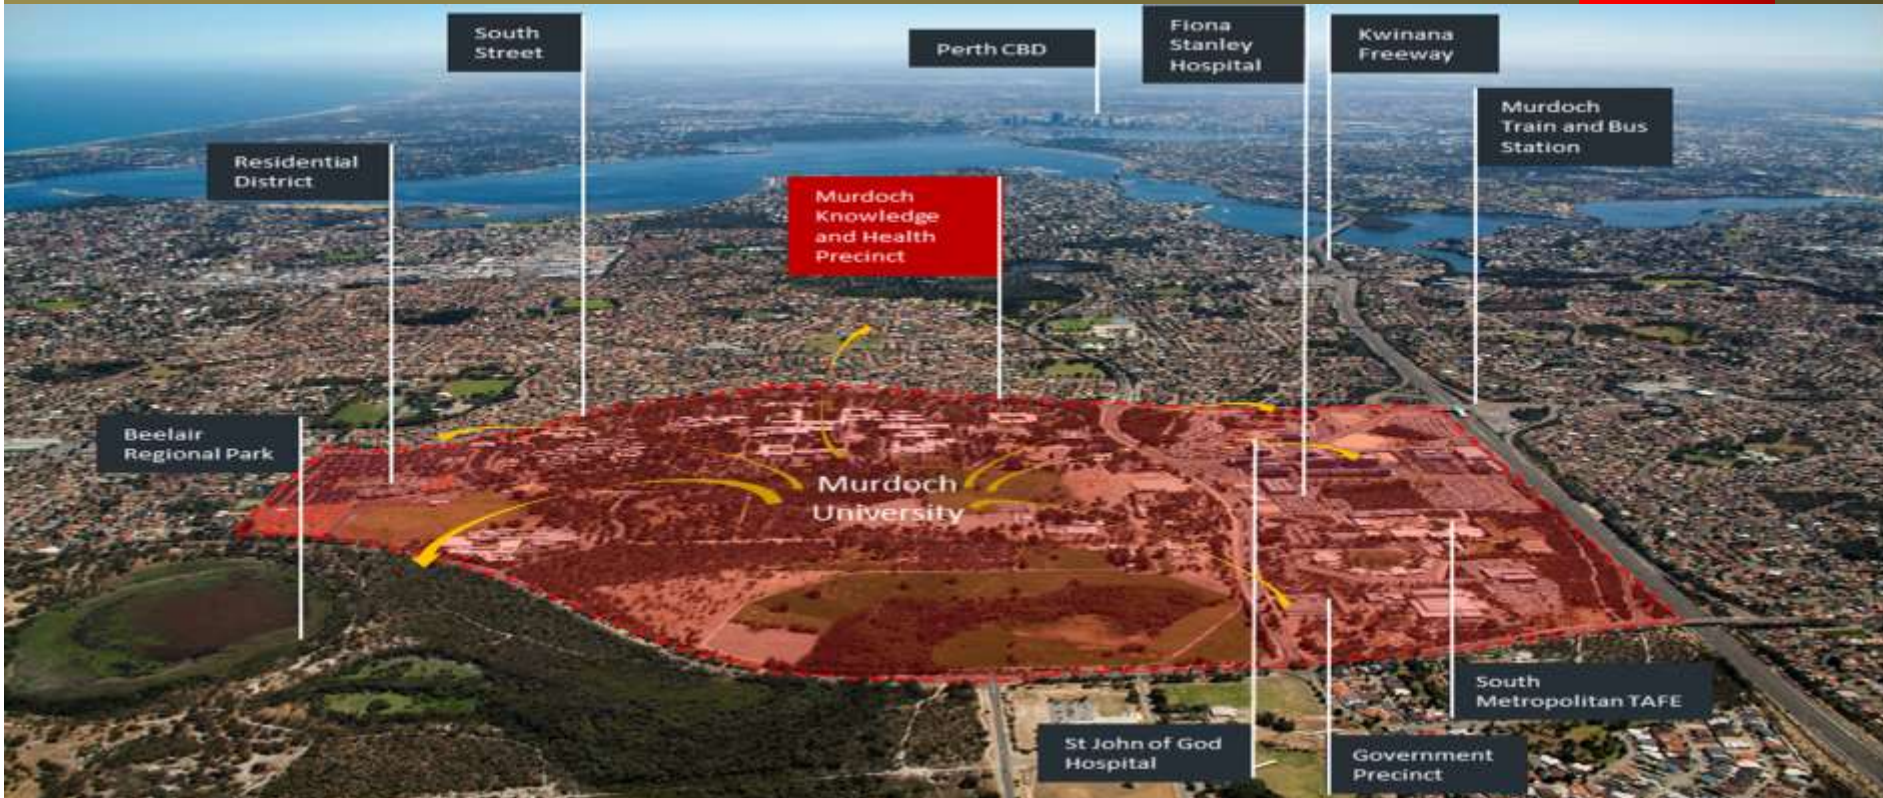 South
Street
Perth CBD
Fiona
Stanley
Hospital
Kwinana
Freeway
Murdoch
Train and Bus
Station
Residential
District
Murdoch
Knowledge
and Health
Precinct
Beelair
Regional Park
Murdoch
University
South
Metropolitan TAFE
St John of God
Hospital
Government
Precinct